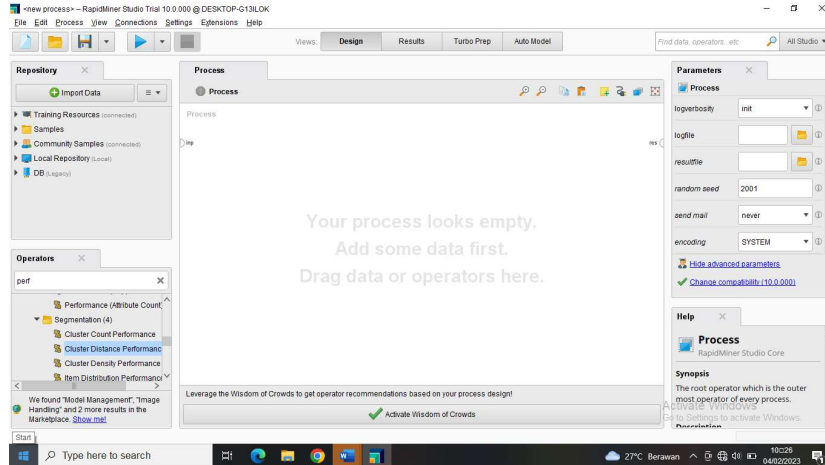 <new process> – RapidMiner Studio Trial 10.0.000 @ DESKTOP-G13ILOK
File Edit Process View Connections Settings Extensions Help
Views: Design Results Turbo Prep Auto Model
Find data, operators...etc
All Studio
Repository
Import Data
Training Resources (connected)
Samples
Community Samples (connected)
Local Repository (Local)
DB (Legacy)
Operators
perf
Performance (Attribute Count)
Segmentation (4)
Cluster Count Performance
Cluster Distance Performanc
Cluster Density Performance
Item Distribution Performanc
We found "Model Management", "Image
Handling" and 2 more results in the
Marketplace. Show me!
Process
Process
Process
inp
res
Your process looks empty.
Add some data first.
Drag data or operators here.
Leverage the Wisdom of Crowds to get operator recommendations based on your process design!
Activate Wisdom of Crowds
Parameters
Process
logverbosity init
logfile
resultfile
random seed 2001
send mail never
encoding SYSTEM
Hide advanced parameters
Change compatibility (10.0.000)
Help
Process
RapidMiner Studio Core
Synopsis
The root operator which is the outer
most operator of every process.
Description
Activate Windows
Go to Settings to activate Windows.
Start
Type here to search
27°C Berawan
10□26
04/02/2023